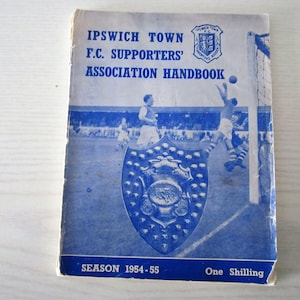 IPSWICH TOWN
F.C. SUPPORTERS'
ASSOCIATION HANDBOOK
SEASON 1954-55
One Shilling